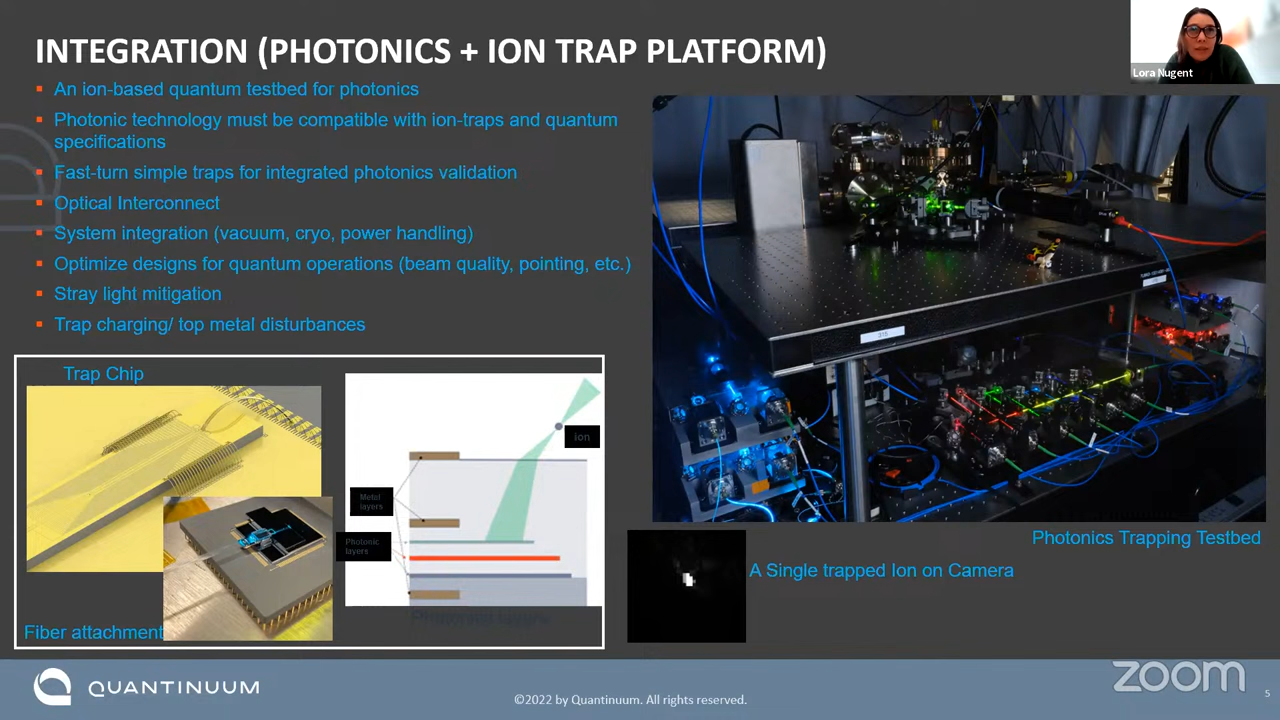 INTEGRATION (PHOTONICS + ION TRAP PLATFORM)
Lora Nugent
An ion-based quantum testbed for photonics
Photonic technology must be compatible with ion-traps and quantum
specifications
Fast-turn simple traps for integrated photonics validation
Optical Interconnect
System integration (vacuum, cryo, power handling)
Optimize designs for quantum operations (beam quality, pointing, etc.)
Stray light mitigation
Trap charging/ top metal disturbances
Trap Chip
Ion
Metal
layers
Photonic
layers
Fiber attachment
315
Photonics Trapping Testbed
A Single trapped Ion on Camera
QUANTINUUM
©2022 by Quantinuum. All rights reserved.
zoom
5